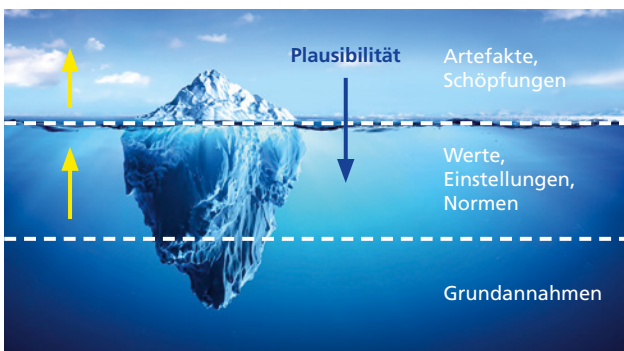 Plausibilität
Artefakte,
Schöpfungen
Werte,
Einstellungen,
Normen
Grundannahmen